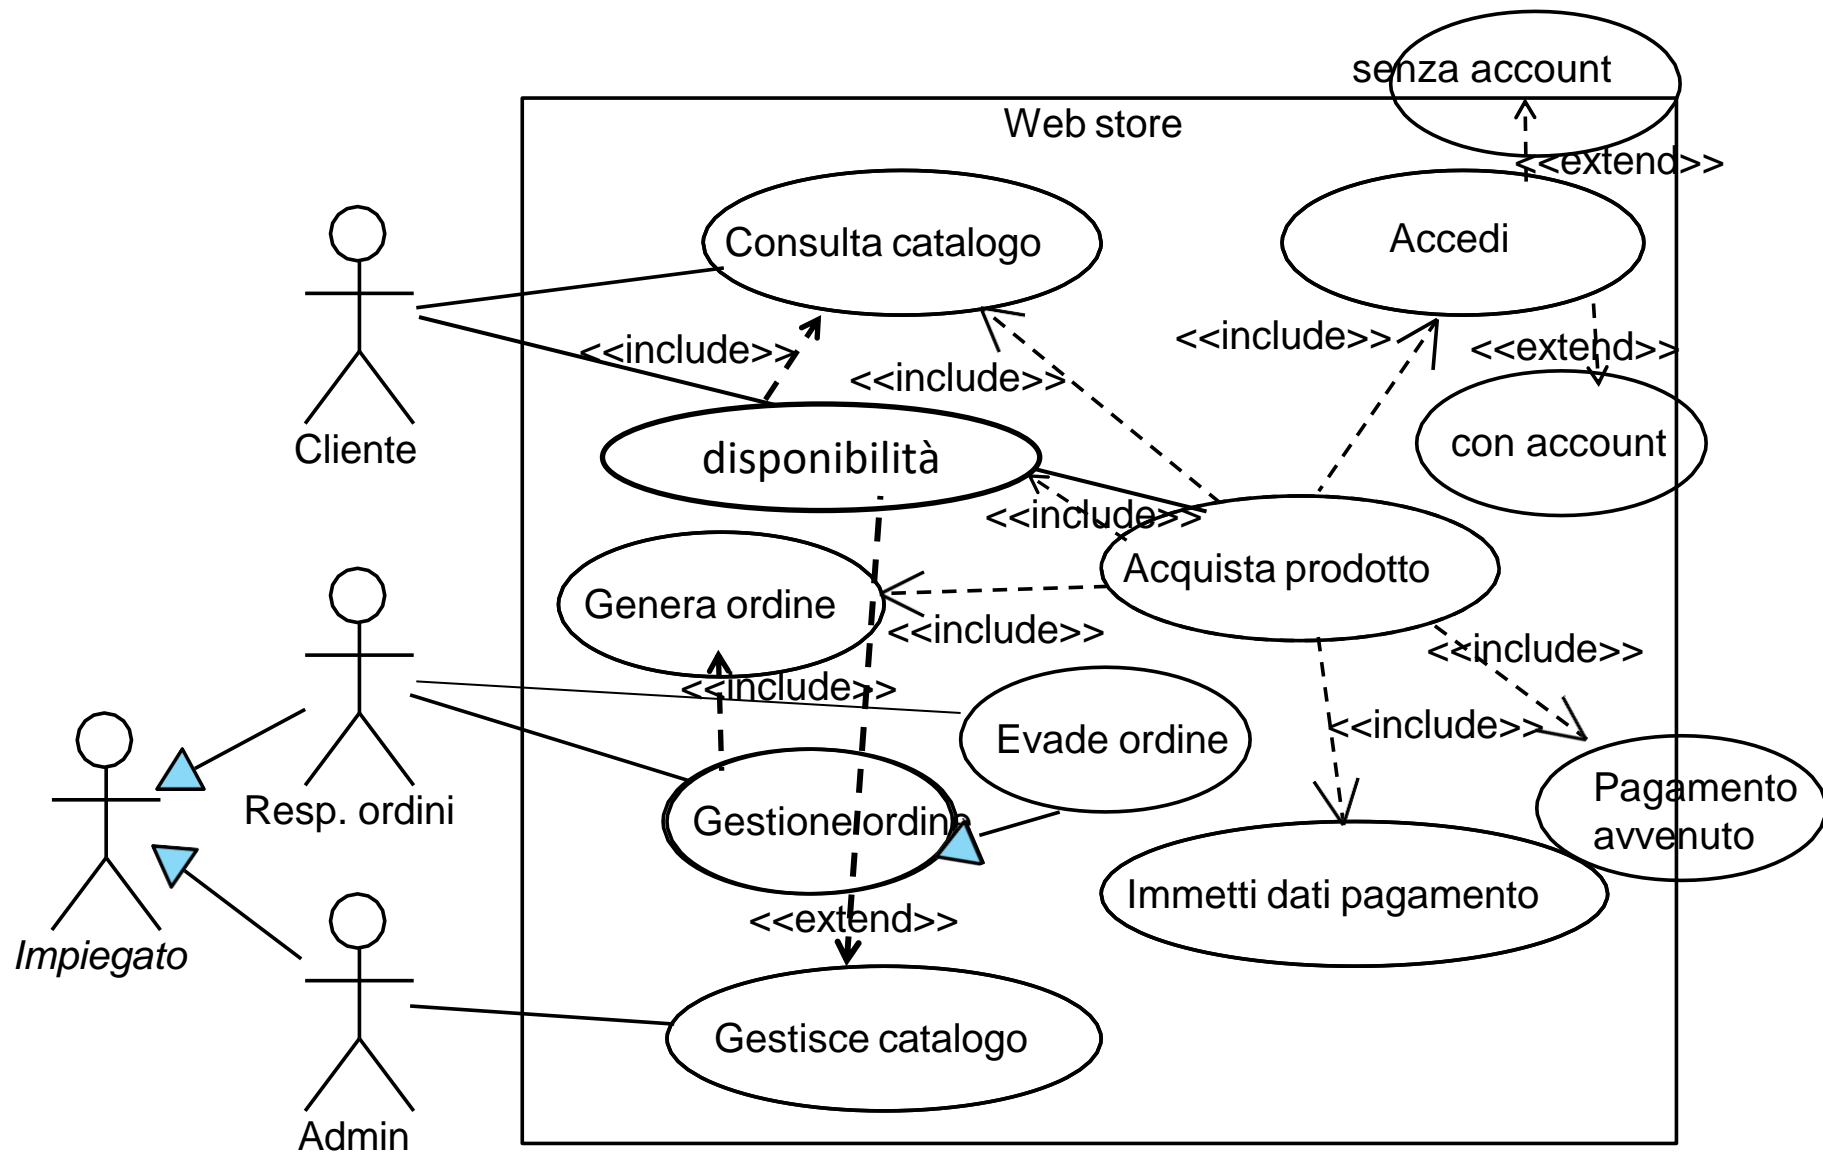 senza account
Web store
<<extend>>
Consulta catalogo
Accedi
<<include>>
<<include>>
<<include>>
<<extend>>
Cliente
disponibilità
con account
<<include>>
Acquista prodotto
Genera ordine
<<include>>
<<include>>
<<include>>
<<include>>
Evade ordine
Resp. ordini
Gestione ordine
Pagamento
avvenuto
Immetti dati pagamento
<<extend>>
Impiegato
Gestisce catalogo
Admin